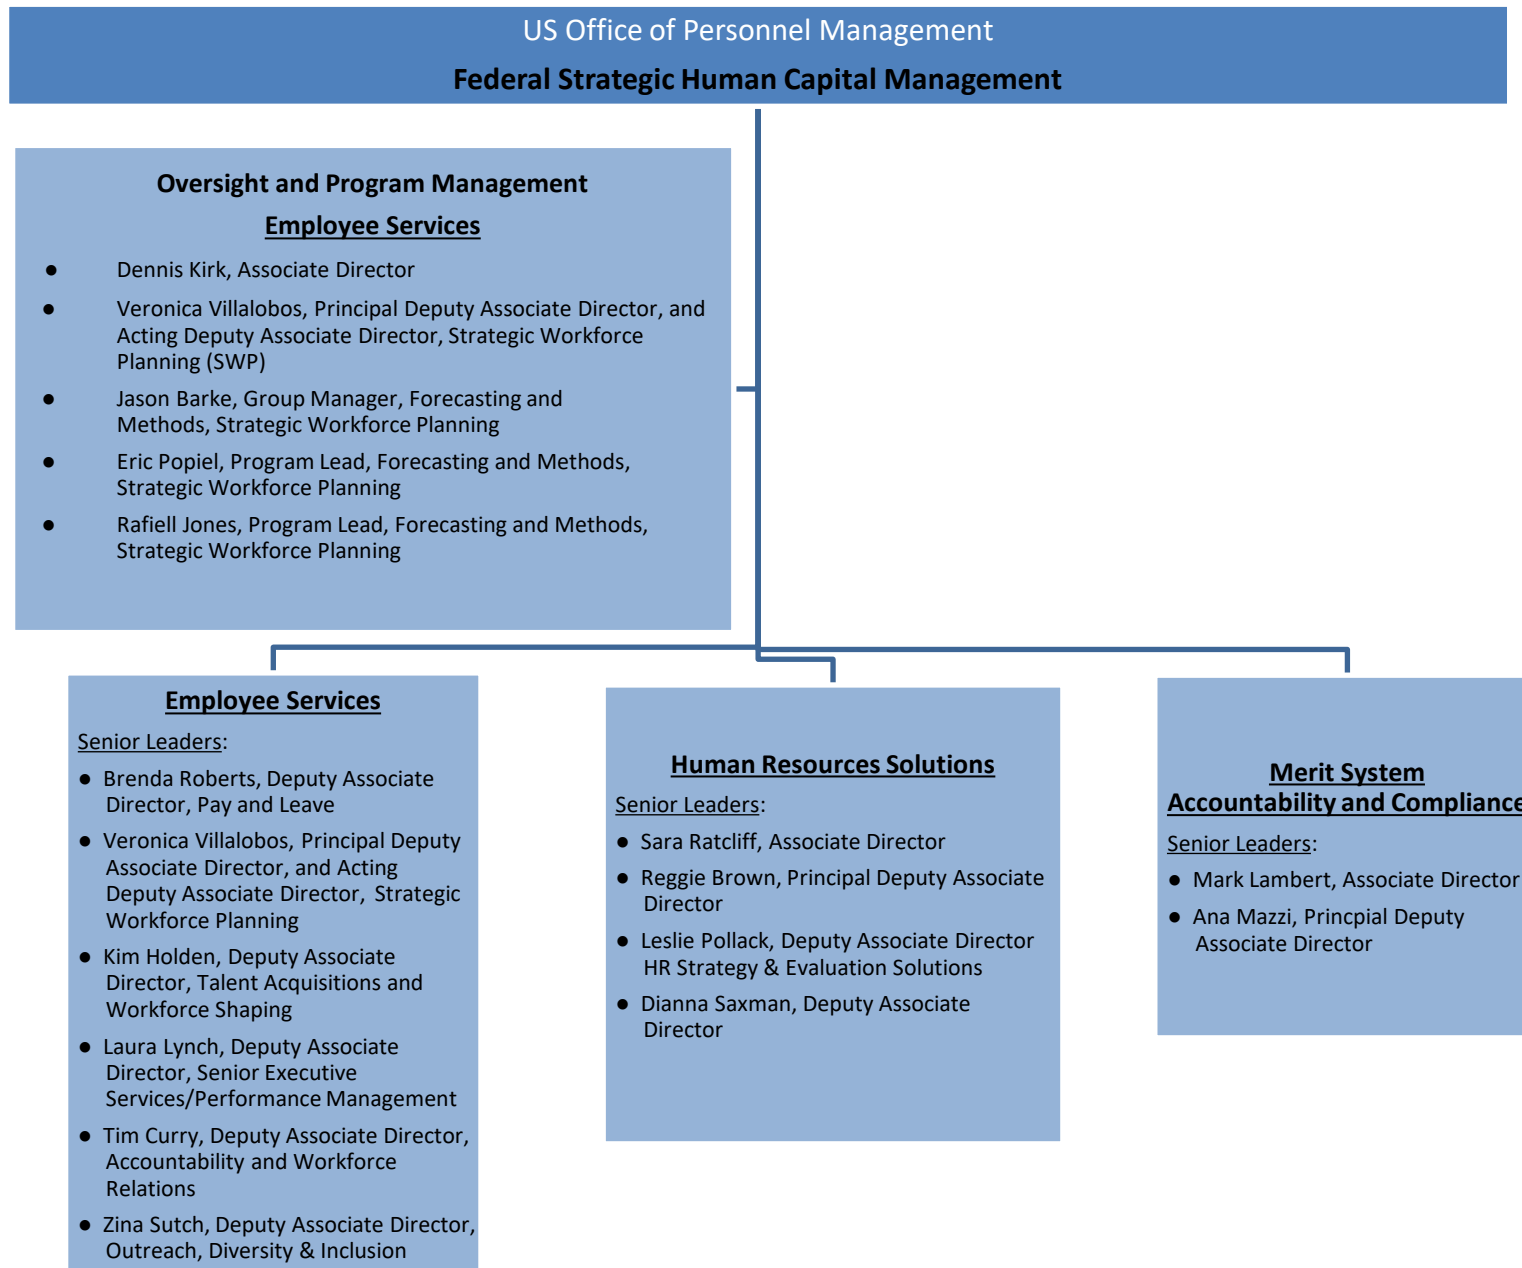 US Office of Personnel Management
Federal Strategic Human Capital Management
Oversight and Program Management
Employee Services
● Dennis Kirk, Associate Director
● Veronica Villalobos, Principal Deputy Associate Director, and
Acting Deputy Associate Director, Strategic Workforce
Planning (SWP)
● Jason Barke, Group Manager, Forecasting and
Methods, Strategic Workforce Planning
● Eric Popiel, Program Lead, Forecasting and Methods,
Strategic Workforce Planning
● Rafiell Jones, Program Lead, Forecasting and Methods,
Strategic Workforce Planning
Employee Services
Senior Leaders:
● Brenda Roberts, Deputy Associate
Director, Pay and Leave
● Veronica Villalobos, Principal Deputy
Associate Director, and Acting
Deputy Associate Director, Strategic
Workforce Planning
● Kim Holden, Deputy Associate
Director, Talent Acquisitions and
Workforce Shaping
● Laura Lynch, Deputy Associate
Director, Senior Executive
Services/Performance Management
● Tim Curry, Deputy Associate Director,
Accountability and Workforce
Relations
● Zina Sutch, Deputy Associate Director,
Outreach, Diversity & Inclusion
Human Resources Solutions
Senior Leaders:
● Sara Ratcliff, Associate Director
● Reggie Brown, Principal Deputy Associate
Director
● Leslie Pollack, Deputy Associate Director
HR Strategy & Evaluation Solutions
● Dianna Saxman, Deputy Associate
Director
Merit System
Accountability and Compliance
Senior Leaders:
● Mark Lambert, Associate Director
● Ana Mazzi, Princpial Deputy
Associate Director